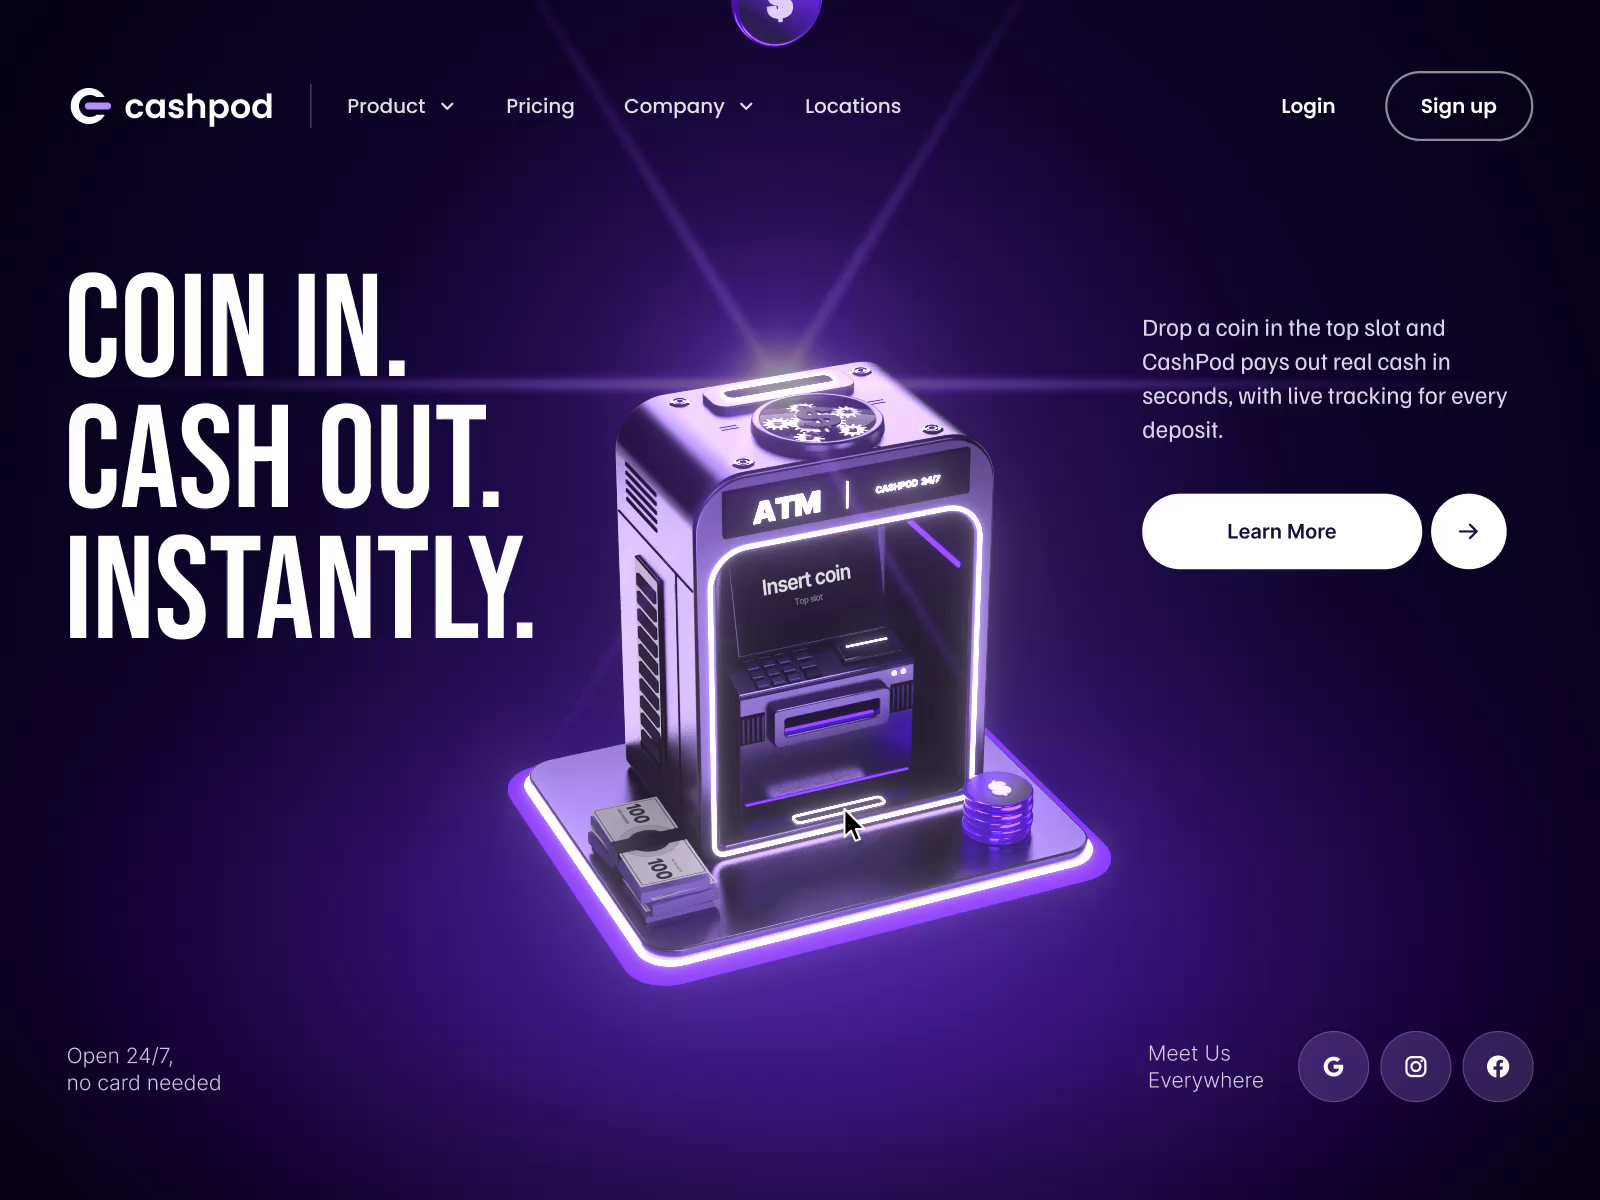 $
cashpod
Product
Pricing
Company
Locations
Login
Sign up
COIN IN.
CASH OUT.
INSTANTLY.
Drop a coin in the top slot and
CashPod pays out real cash in
seconds, with live tracking for every
deposit.
Learn More
ATM
CASHPOD 24/7
Insert coin
Top slot
100
100
Open 24/7,
no card needed
Meet Us
Everywhere